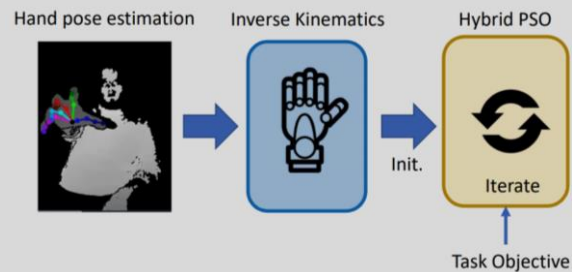 Hand pose estimation
Inverse Kinematics
Hybrid PSO
Init.
Iterate
Task Objective